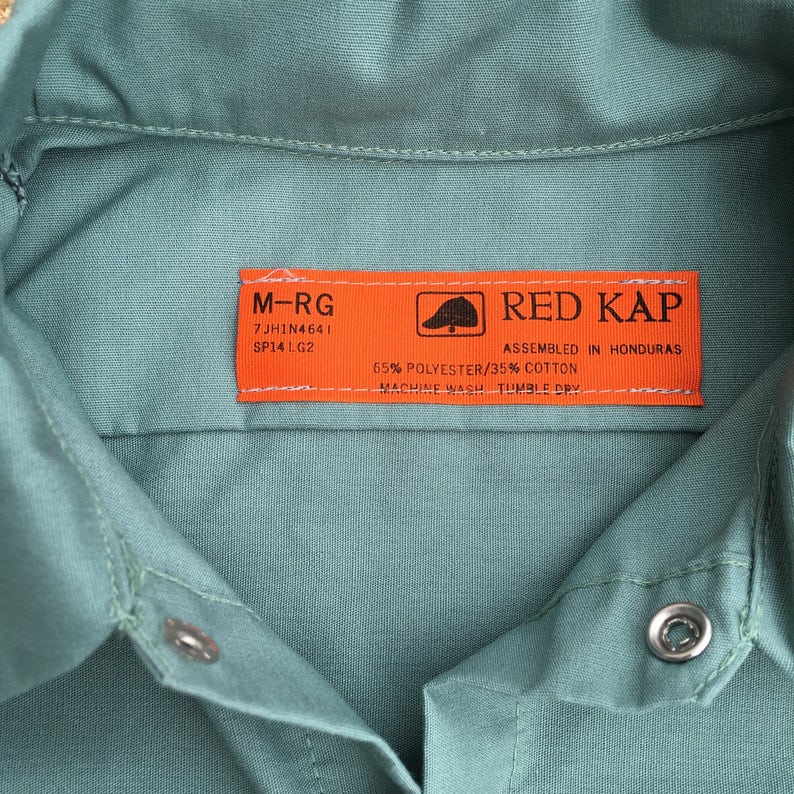 M-RG
7JH1N4641
SP14LG2
RED KAP
ASSEMBLED IN HONDURAS
65% POLYESTER/35% COTTON
MACHINE WASH TUMBLE DRY